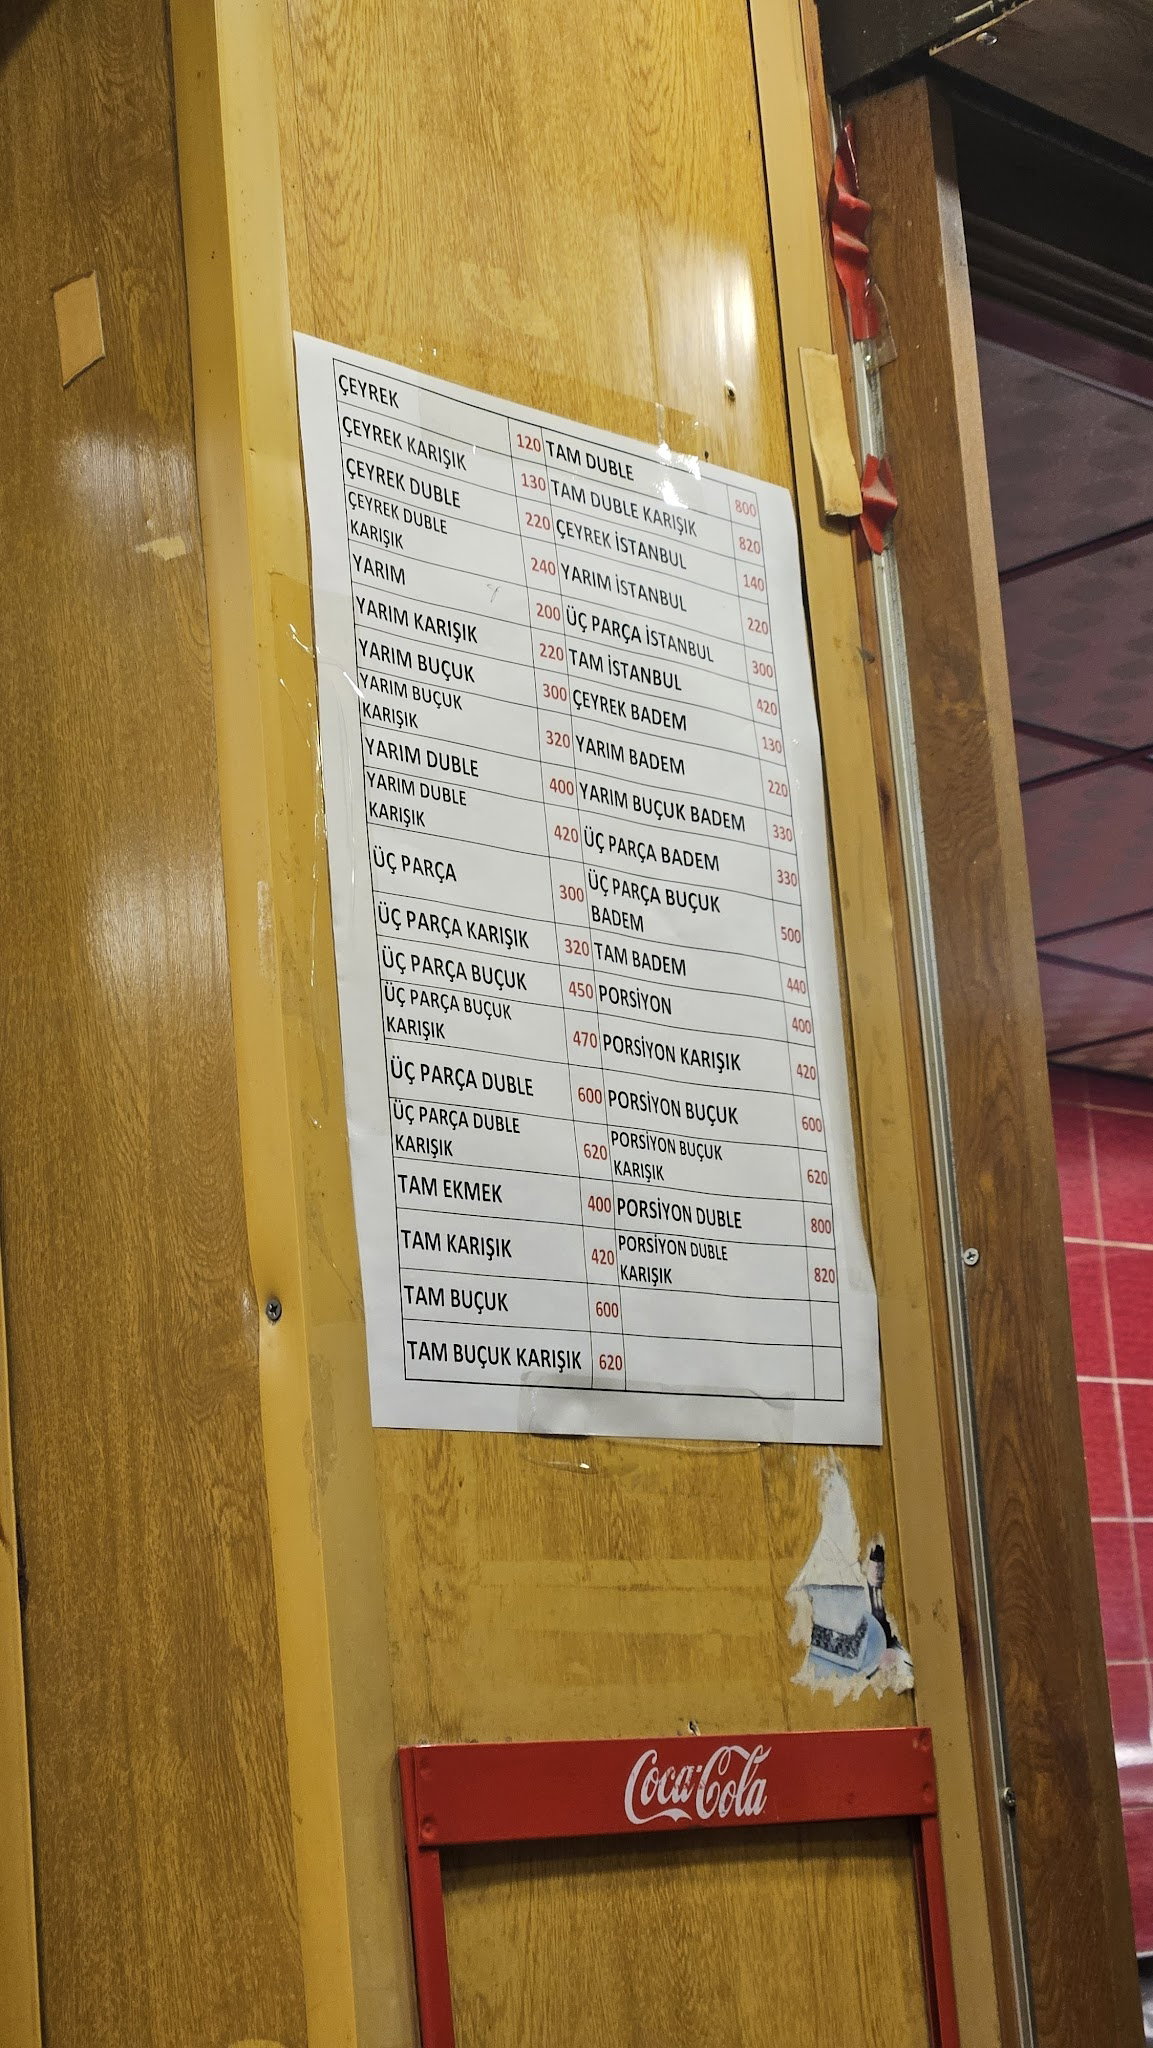 ÇEYREK 120 TAM DUBLE 800
ÇEYREK KARIŞIK 130 TAM DUBLE KARIŞIK 820
ÇEYREK DUBLE 220 ÇEYREK İSTANBUL 140
ÇEYREK DUBLE
KARIŞIK 240 YARIM İSTANBUL 220
YARIM 200 ÜÇ PARÇA İSTANBUL 300
YARIM KARIŞIK 220 TAM İSTANBUL 420
YARIM BUÇUK 300 ÇEYREK BADEM 130
YARIM BUÇUK
KARIŞIK 320 YARIM BADEM 220
YARIM DUBLE 400 YARIM BUÇUK BADEM 330
YARIM DUBLE
KARIŞIK 420 ÜÇ PARÇA BADEM 330
ÜÇ PARÇA 300 ÜÇ PARÇA BUÇUK
BADEM 500
ÜÇ PARÇA KARIŞIK 320 TAM BADEM 440
ÜÇ PARÇA BUÇUK 450 PORSİYON 400
ÜÇ PARÇA BUÇUK
KARIŞIK 470 PORSİYON KARIŞIK 420
ÜÇ PARÇA DUBLE 600 PORSİYON BUÇUK 600
ÜÇ PARÇA DUBLE
KARIŞIK 620 PORSİYON BUÇUK
KARIŞIK 620
TAM EKMEK 400 PORSİYON DUBLE 800
TAM KARIŞIK 420 PORSİYON DUBLE
KARIŞIK 820
TAM BUÇUK 600
TAM BUÇUK KARIŞIK 620
Coca-Cola